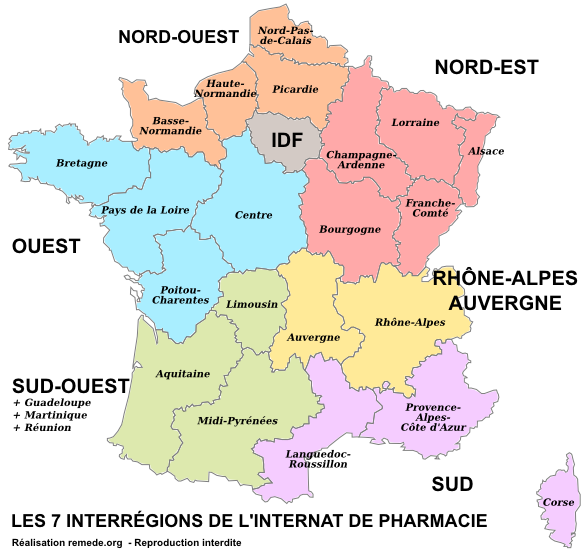 Nord-Pas-
de-Calais
NORD-OUEST
NORD-EST
Haute-
Normandie
Picardie
Basse-
Normandie
Lorraine
IDF
Alsace
Champagne-
Ardenne
Bretagne
Franche-
Comté
Pays de la Loire
Centre
Bourgogne
OUEST
RHÔNE-ALPES
AUVERGNE
Poitou-
Charentes
Limousin
Rhône-Alpes
Auvergne
Aquitaine
SUD-OUEST
+ Guadeloupe
+ Martinique
+ Réunion
Provence-
Alpes-
Côte d'Azur
Midi-Pyrénées
Languedoc-
Roussillon
SUD
Corse
LES 7 INTERRÉGIONS DE L'INTERNAT DE PHARMACIE
Réalisation remede.org - Reproduction interdite